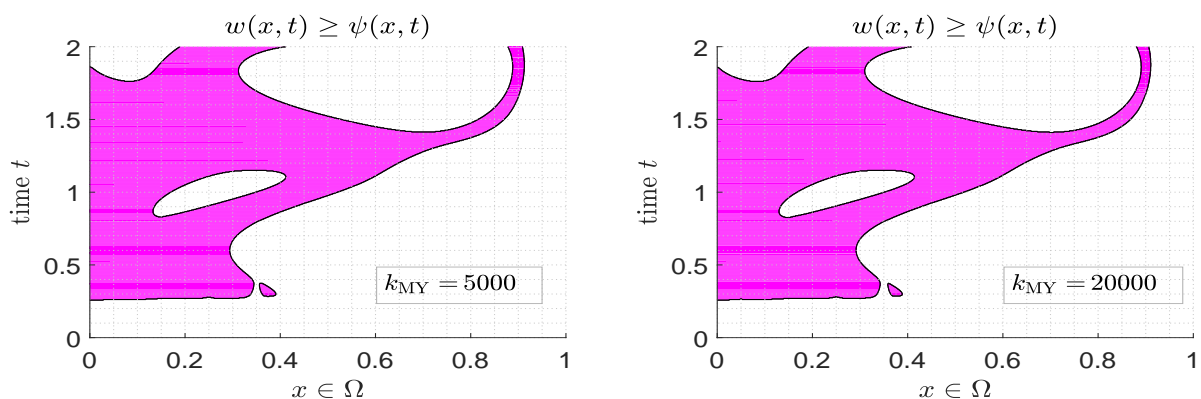 w(x, t) ≥ ψ(x, t)
2
1.5
1
0.5
0
time t
k_MY = 5000
0 0.2 0.4 0.6 0.8 1
x ∈ Ω
w(x, t) ≥ ψ(x, t)
2
1.5
1
0.5
0
time t
k_MY = 20000
0 0.2 0.4 0.6 0.8 1
x ∈ Ω